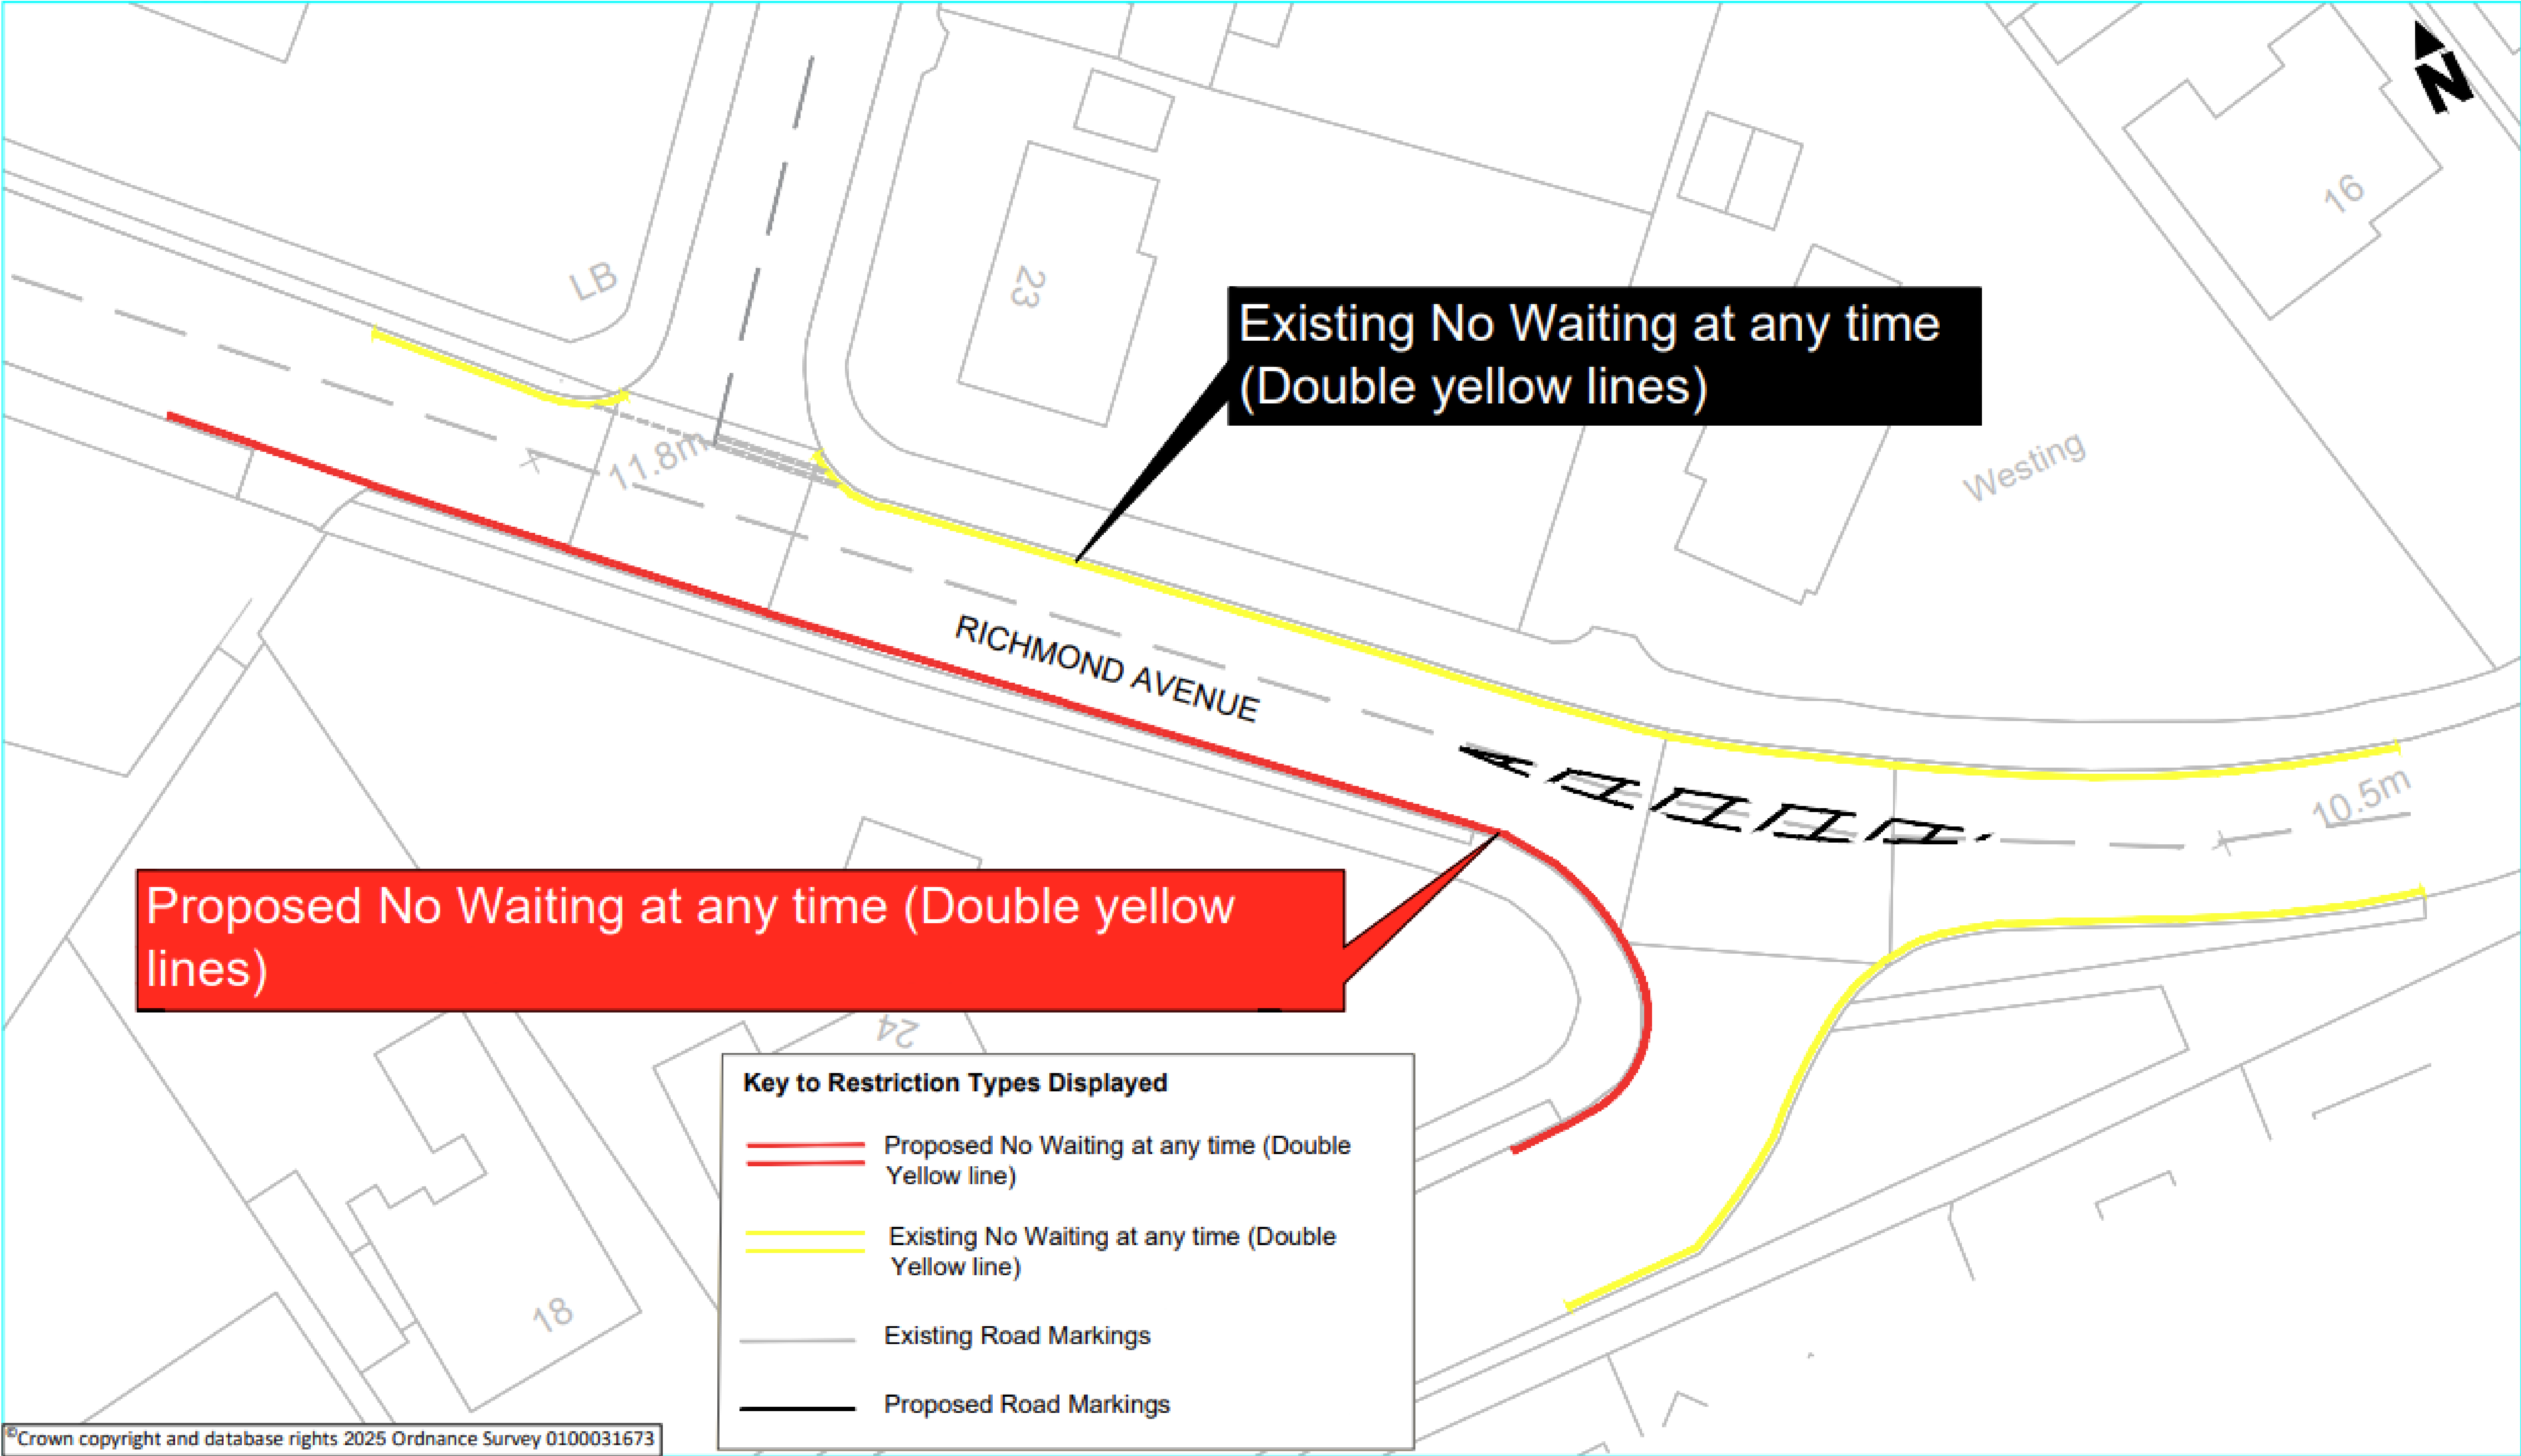 N
16
LB
23
Existing No Waiting at any time
(Double yellow lines)
11.8m
Westing
RICHMOND AVENUE
10.5m
Proposed No Waiting at any time (Double yellow
lines)
24
Key to Restriction Types Displayed
Proposed No Waiting at any time (Double
Yellow line)
Existing No Waiting at any time (Double
Yellow line)
18
Existing Road Markings
Proposed Road Markings
©Crown copyright and database rights 2025 Ordnance Survey 0100031673